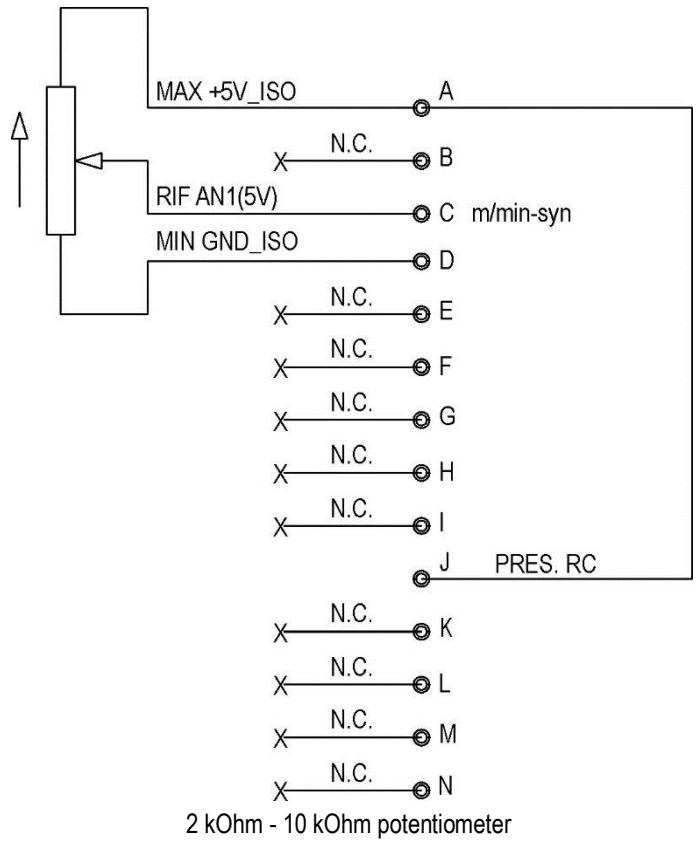 MAX +5V_ISO A
N.C. B
RIF AN1(5V) C m/min-syn
MIN GND_ISO D
N.C. E
N.C. F
N.C. G
N.C. H
N.C. I
J PRES. RC
N.C. K
N.C. L
N.C. M
N.C. N
2 kOhm - 10 kOhm potentiometer